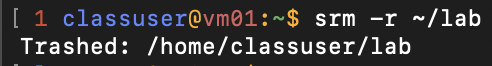 [ 1 classuser@vm01:~$ srm -r ~/lab
Trashed: /home/classuser/lab